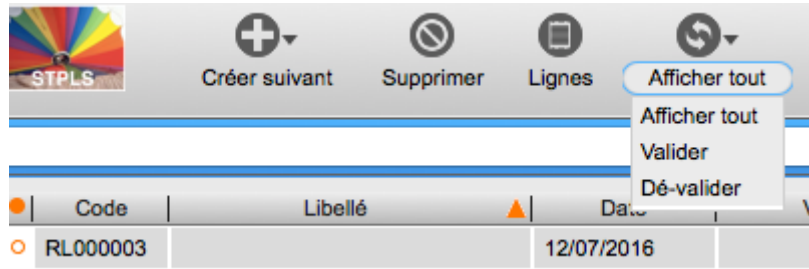 STPLS
Créer suivant Supprimer Lignes Afficher tout
Afficher tout
Valider
Dé-valider
Code Libellé Date V
RL000003 12/07/2016